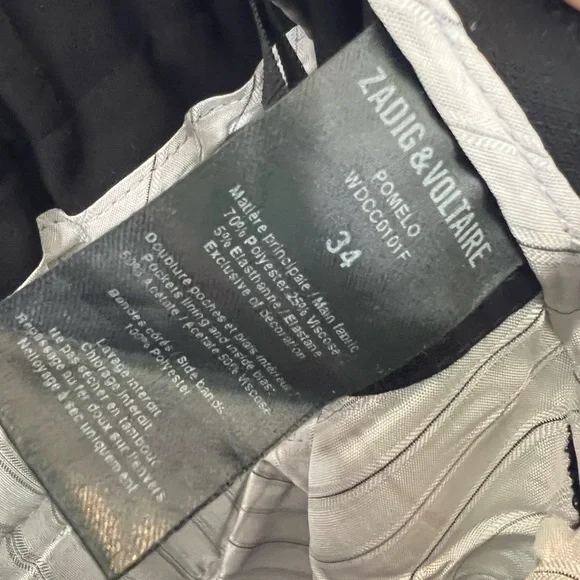 ZADIG&VOLTAIRE
POMELO
WDCC0101F
34
Matière principale / Main fabric
70% Polyester 25% Viscose
5% Elasthanne / Elastane
Exclusive of Decoration
Doublure poches et biais intérieur
Pockets lining and inside bias:
50% Acétate / Acetate 50% Viscose
Bandes côtés / Side bands:
100% Polyester
Lavage interdit
Chlorage interdit
Ne pas sécher en tambour
Repassage au fer doux sur l'envers
Nettoyage à sec uniquement